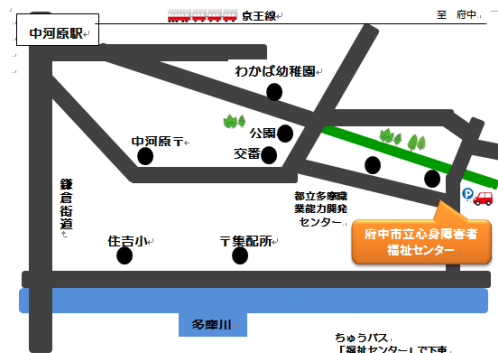 京王線
至 府中
中河原駅
わかば幼稚園
公園
中河原〒
交番
鎌倉街道
都立多摩職
業能力開発
センター
P
府中市立心身障害者
福祉センター
住吉小
〒集配所
多摩川
ちゅうバス
「福祉センター」で下車